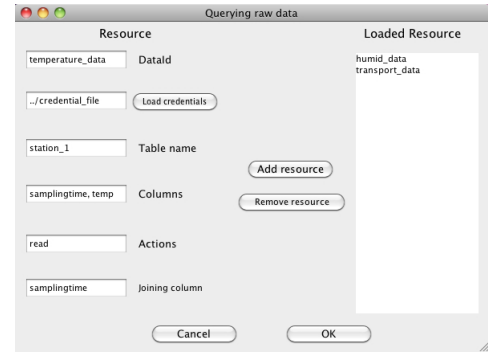 Querying raw data
Resource
Loaded Resource
temperature_data DataId
humid_data
transport_data
../credential_file Load credentials
station_1 Table name
Add resource
samplingtime, temp Columns
Remove resource
read Actions
samplingtime Joining column
Cancel OK